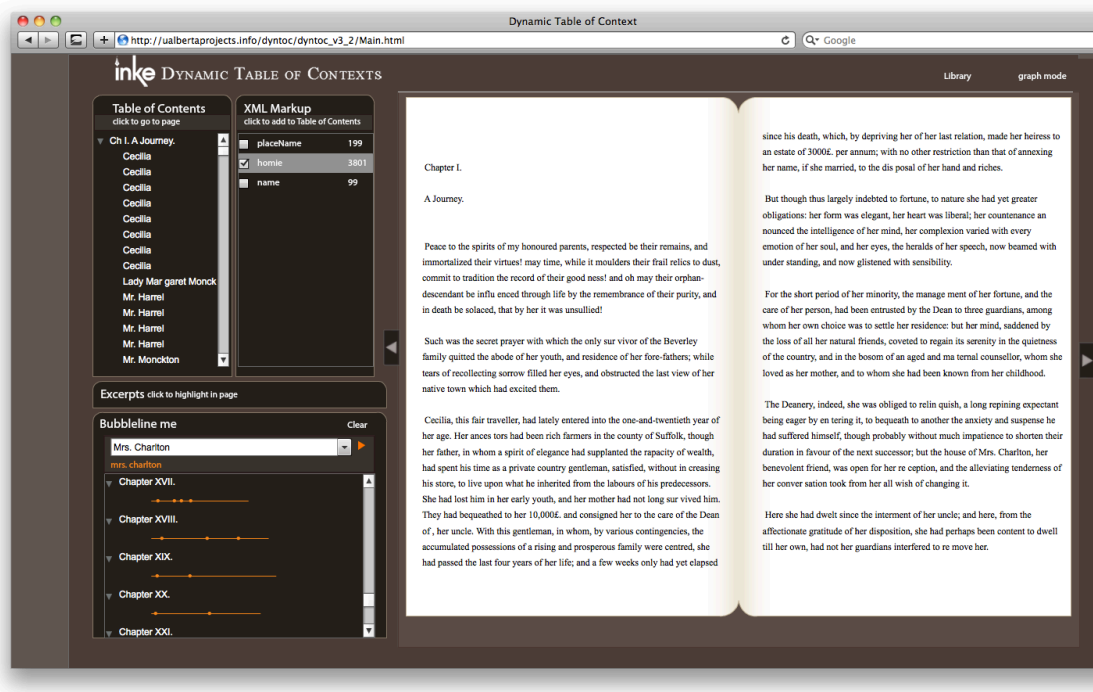 Dynamic Table of Context
http://ualbertaprojects.info/dyntoc/dyntoc_v3_2/Main.html
Google
inke DYNAMIC TABLE OF CONTEXTS
Library
graph mode
Table of Contents
click to go to page
Ch I. A Journey.
Cecilia
Cecilia
Cecilia
Cecilia
Cecilia
Cecilia
Cecilia
Cecilia
Lady Mar garet Monck
Mr. Harrel
Mr. Harrel
Mr. Harrel
Mr. Harrel
Mr. Monckton
XML Markup
click to add to Table of Contents
placeName 199
homie 3801
name 99
Excerpts click to highlight in page
Bubbleline me
Clear
Mrs. Charlton
mrs. charlton
Chapter XVII.
Chapter XVIII.
Chapter XIX.
Chapter XX.
Chapter XXI.
Chapter I.
A Journey.
Peace to the spirits of my honoured parents, respected be their remains, and
immortalized their virtues! may time, while it moulders their frail relics to dust,
commit to tradition the record of their good ness! and oh may their orphan-
descendant be influ enced through life by the remembrance of their purity, and
in death be solaced, that by her it was unsullied!
Such was the secret prayer with which the only sur vivor of the Beverley
family quitted the abode of her youth, and residence of her fore-fathers; while
tears of recollecting sorrow filled her eyes, and obstructed the last view of her
native town which had excited them.
Cecilia, this fair traveller, had lately entered into the one-and-twentieth year of
her age. Her ances tors had been rich farmers in the county of Suffolk, though
her father, in whom a spirit of elegance had supplanted the rapacity of wealth,
had spent his time as a private country gentleman, satisfied, without in creasing
his store, to live upon what he inherited from the labours of his predecessors.
She had lost him in her early youth, and her mother had not long sur vived him.
They had bequeathed to her 10,000£. and consigned her to the care of the Dean
of , her uncle. With this gentleman, in whom, by various contingencies, the
accumulated possessions of a rising and prosperous family were centred, she
had passed the last four years of her life; and a few weeks only had yet elapsed
since his death, which, by depriving her of her last relation, made her heiress to
an estate of 3000£. per annum; with no other restriction than that of annexing
her name, if she married, to the dis posal of her hand and riches.
But though thus largely indebted to fortune, to nature she had yet greater
obligations: her form was elegant, her heart was liberal; her countenance an
nounced the intelligence of her mind, her complexion varied with every
emotion of her soul, and her eyes, the heralds of her speech, now beamed with
under standing, and now glistened with sensibility.
For the short period of her minority, the manage ment of her fortune, and the
care of her person, had been entrusted by the Dean to three guardians, among
whom her own choice was to settle her residence: but her mind, saddened by
the loss of all her natural friends, coveted to regain its serenity in the quietness
of the country, and in the bosom of an aged and ma ternal counsellor, whom she
loved as her mother, and to whom she had been known from her childhood.
The Deanery, indeed, she was obliged to relin quish, a long repining expectant
being eager by en tering it, to bequeath to another the anxiety and suspense he
had suffered himself, though probably without much impatience to shorten their
duration in favour of the next successor; but the house of Mrs. Charlton, her
benevolent friend, was open for her re ception, and the alleviating tenderness of
her conver sation took from her all wish of changing it.
Here she had dwelt since the interment of her uncle; and here, from the
affectionate gratitude of her disposition, she had perhaps been content to dwell
till her own, had not her guardians interfered to re move her.